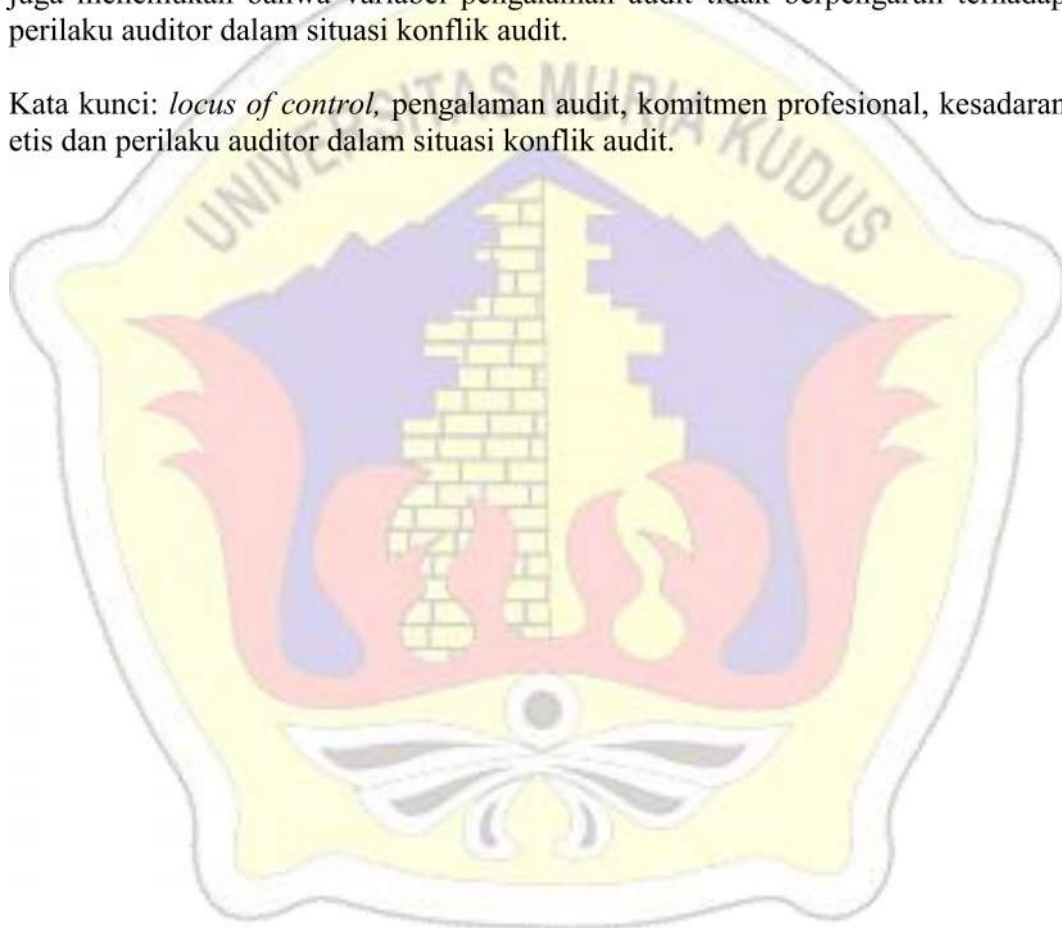 juga menemukan bahwa variabel pengalaman audit tidak berpengaruh terhadap
perilaku auditor dalam situasi konflik audit.
Kata kunci: locus of control, pengalaman audit, komitmen profesional, kesadaran
etis dan perilaku auditor dalam situasi konflik audit.
UNIVERSITAS MURIA KUDUS